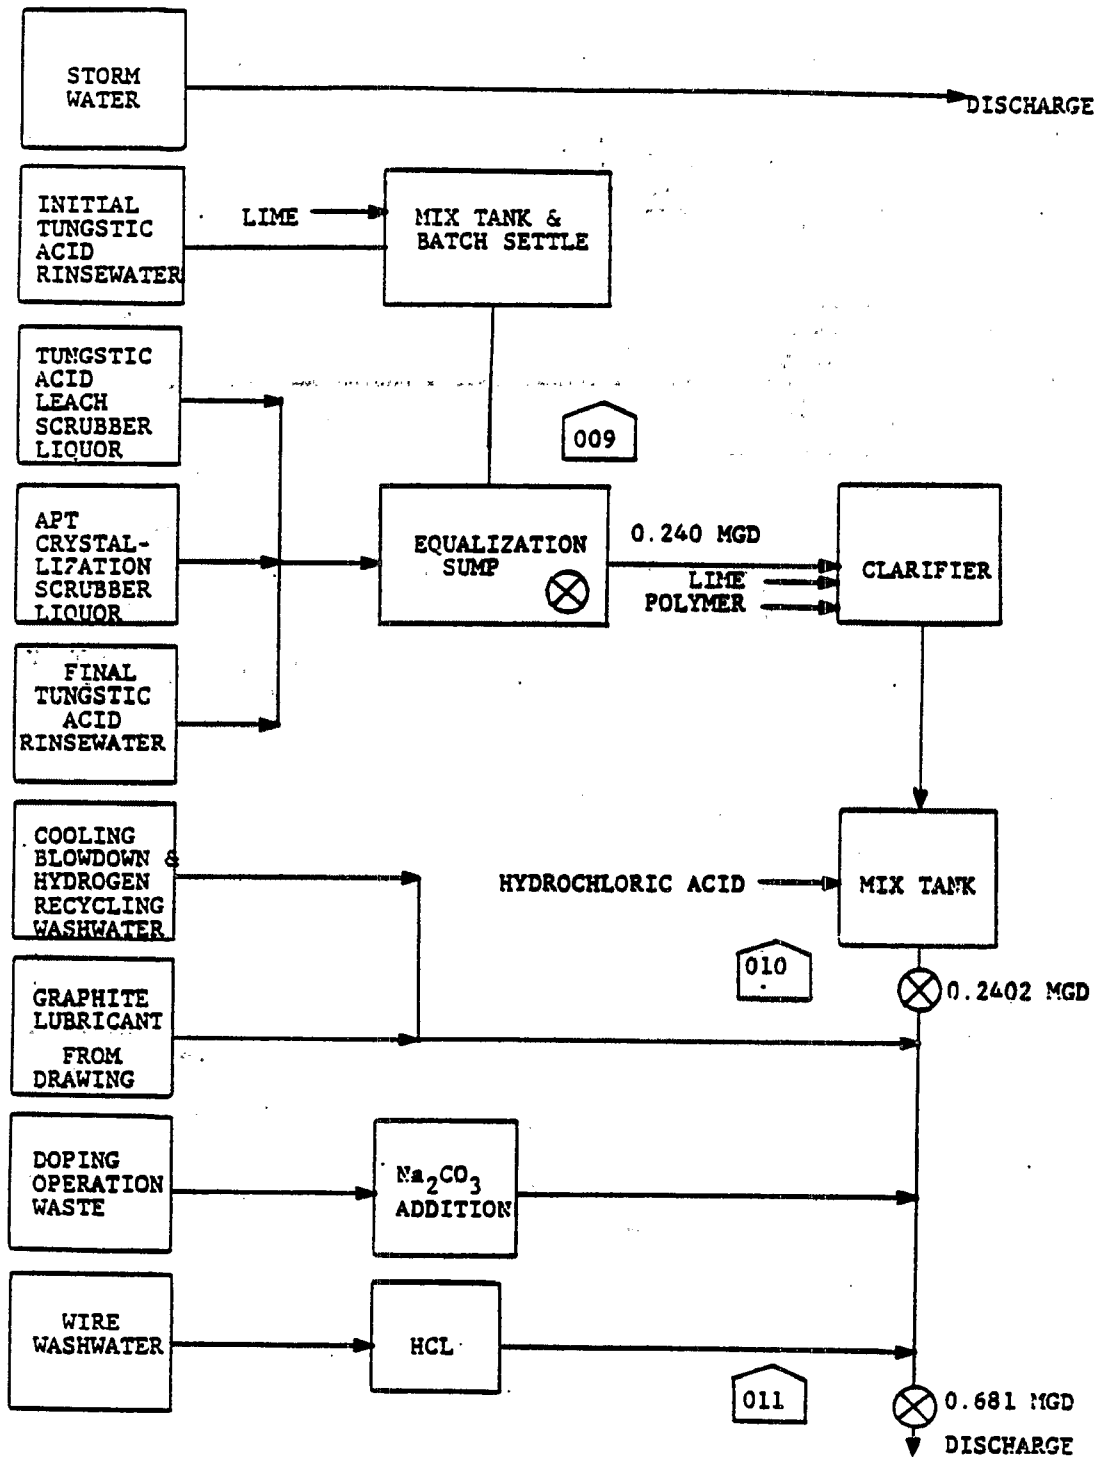 STORM
WATER
DISCHARGE
INITIAL
TUNGSTIC
ACID
RINSEWATER
LIME
MIX TANK &
BATCH SETTLE
TUNGSTIC
ACID
LEACH
SCRUBBER
LIQUOR
009
APT
CRYSTAL-
LIZATION
SCRUBBER
LIQUOR
EQUALIZATION
SUMP
0.240 MGD
LIME
POLYMER
CLARIFIER
FINAL
TUNGSTIC
ACID
RINSEWATER
COOLING
BLOWDOWN &
HYDROGEN
RECYCLING
WASHWATER
HYDROCHLORIC ACID
MIX TANK
010
0.2402 MGD
GRAPHITE
LUBRICANT
FROM
DRAWING
DOPING
OPERATION
WASTE
Na₂CO₃
ADDITION
WIRE
WASHWATER
HCL
011
0.681 MGD
DISCHARGE